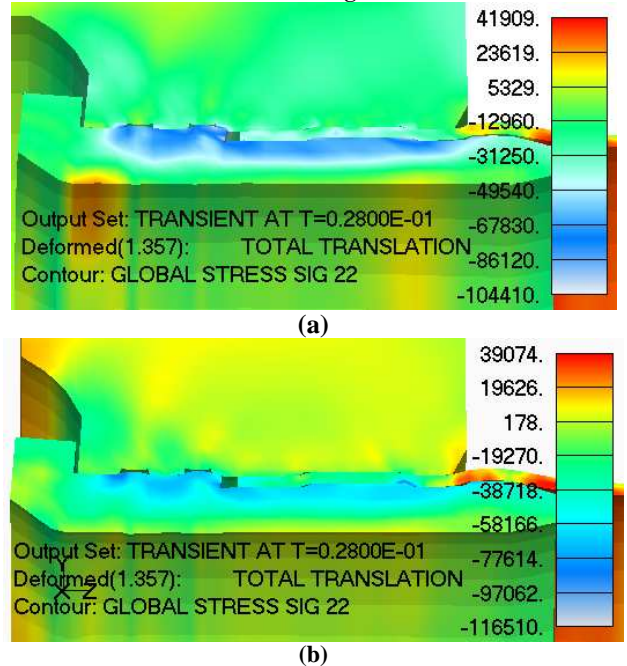 41909.
23619.
5329.
-12960.
-31250.
-49540.
-67830.
-86120.
-104410.
Output Set: TRANSIENT AT T=0.2800E-01
Deformed(1.357): TOTAL TRANSLATION
Contour: GLOBAL STRESS SIG 22
(a)
39074.
19626.
178.
-19270.
-38718.
-58166.
-77614.
-97062.
-116510.
Output Set: TRANSIENT AT T=0.2800E-01
Y
Deformed(1.357): TOTAL TRANSLATION
X Z
Contour: GLOBAL STRESS SIG 22
(b)